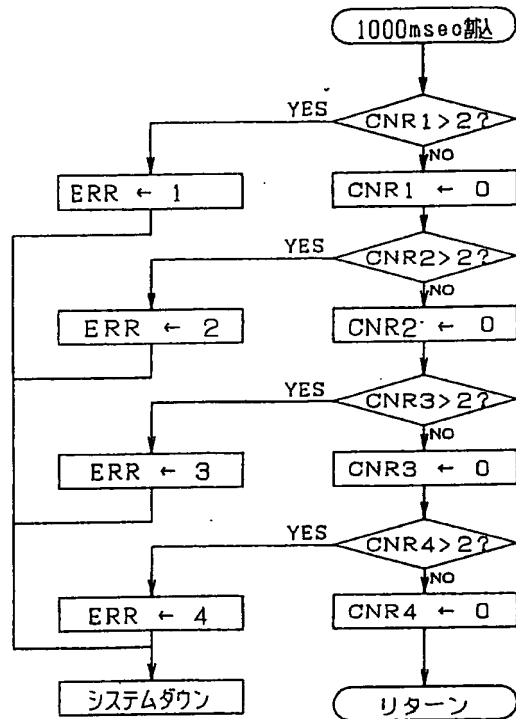 1000msec割込
CNR1>2?
YES
NO
ERR ← 1
CNR1 ← 0
CNR2>2?
YES
NO
ERR ← 2
CNR2 ← 0
CNR3>2?
YES
NO
ERR ← 3
CNR3 ← 0
CNR4>2?
YES
NO
ERR ← 4
CNR4 ← 0
システムダウン
リターン